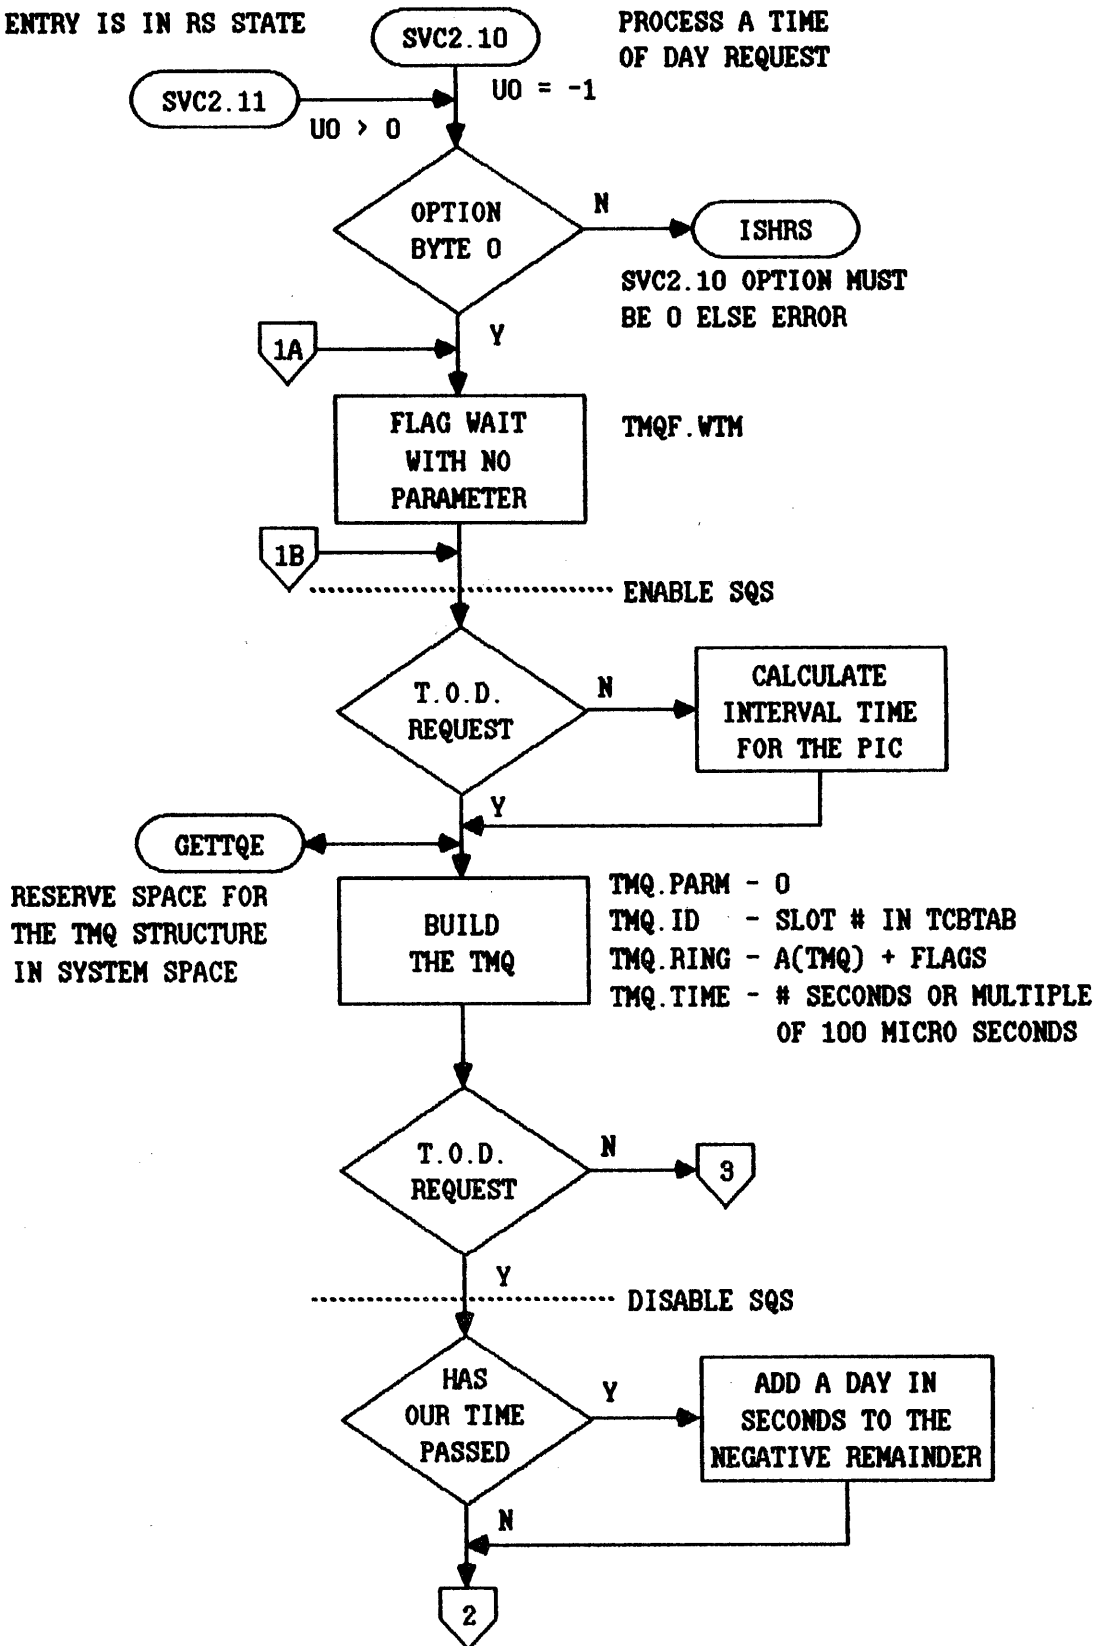 ENTRY IS IN RS STATE
SVC2.10
PROCESS A TIME
OF DAY REQUEST
SVC2.11
U0 = -1
U0 > 0
OPTION
BYTE 0
N
ISHRS
SVC2.10 OPTION MUST
BE 0 ELSE ERROR
Y
1A
FLAG WAIT
WITH NO
PARAMETER
TMQF.WTM
1B
ENABLE SQS
T.O.D.
REQUEST
N
CALCULATE
INTERVAL TIME
FOR THE PIC
Y
GETTQE
RESERVE SPACE FOR
THE TMQ STRUCTURE
IN SYSTEM SPACE
BUILD
THE TMQ
TMQ.PARM - 0
TMQ.ID - SLOT # IN TCBTAB
TMQ.RING - A(TMQ) + FLAGS
TMQ.TIME - # SECONDS OR MULTIPLE
OF 100 MICRO SECONDS
T.O.D.
REQUEST
N
3
Y
DISABLE SQS
HAS
OUR TIME
PASSED
Y
ADD A DAY IN
SECONDS TO THE
NEGATIVE REMAINDER
N
2